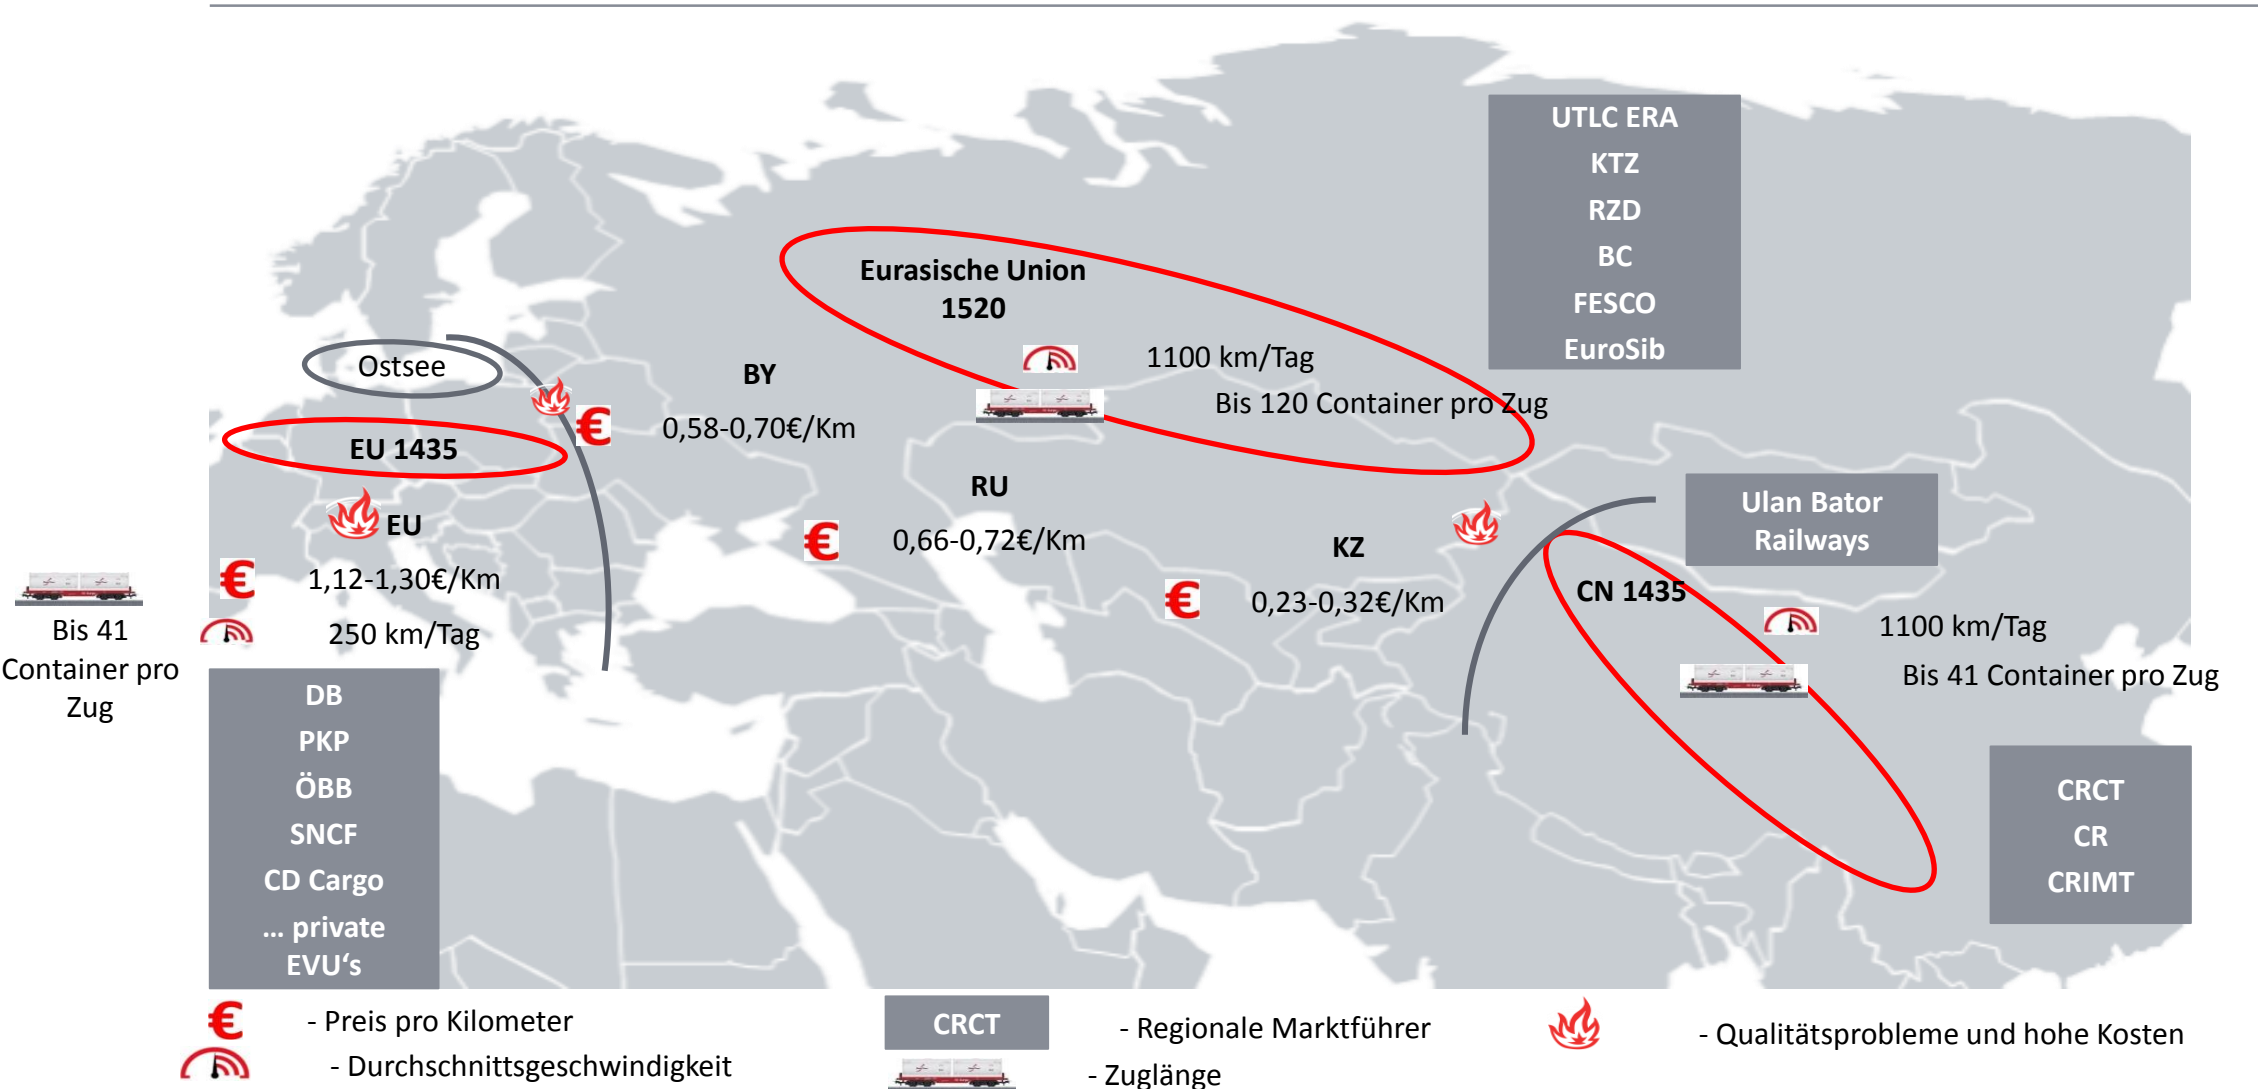 UTLC ERA
KTZ
RZD
BC
FESCO
EuroSib
Eurasische Union
1520
1100 km/Tag
Bis 120 Container pro Zug
Ostsee
BY
0,58-0,70€/Km
€
EU 1435
RU
€
0,66-0,72€/Km
EU
€
1,12-1,30€/Km
250 km/Tag
Bis 41
Container pro
Zug
KZ
€
0,23-0,32€/Km
Ulan Bator
Railways
CN 1435
1100 km/Tag
Bis 41 Container pro Zug
DB
PKP
ÖBB
SNCF
CD Cargo
... private
EVU‘s
CRCT
CR
CRIMT
€
- Preis pro Kilometer
- Durchschnittsgeschwindigkeit
CRCT
- Regionale Marktführer
- Zuglänge
- Qualitätsprobleme und hohe Kosten